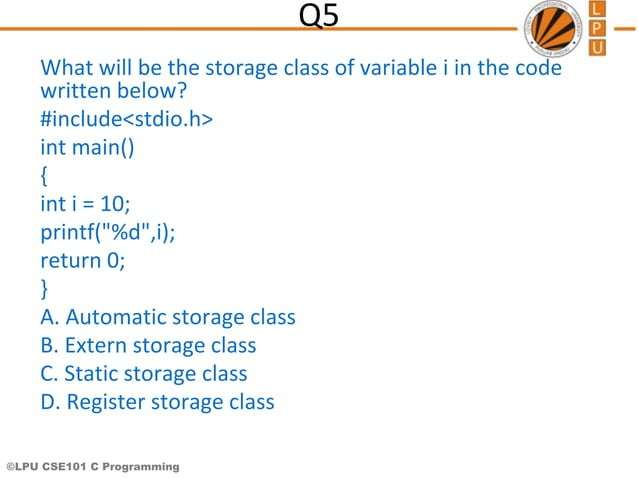 Q5
L
P
U
What will be the storage class of variable i in the code
written below?
#include<stdio.h>
int main()
{
int i = 10;
printf("%d",i);
return 0;
}
A. Automatic storage class
B. Extern storage class
C. Static storage class
D. Register storage class
©LPU CSE101 C Programming